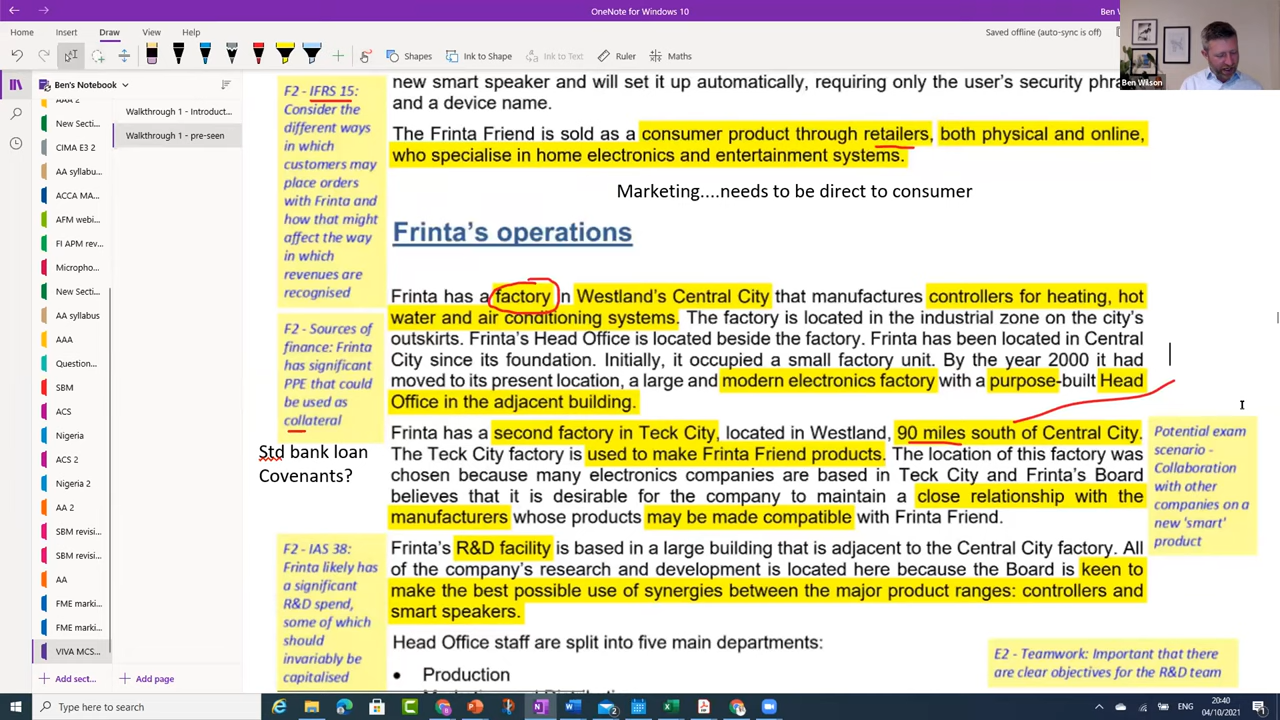 OneNote for Windows 10
Ben W
Home
Insert
Draw
View
Help
Saved offline (auto-sync is off)
Shapes
Ink to Shape
Ink to Text
Ruler
Maths
Ben Wilson
Ben's Notebook
AAA 2
New Secti...
CIMA E3 2
AA syllabu...
ACCA MA...
AFM webi...
FI APM rev...
Micropho...
New Secti...
AA syllabus
AAA
Question...
SBM
ACS
Nigeria
ACS 2
Nigeria 2
AA 2
SBM revisi...
SBM revisi...
AA
FME marki...
FME marki...
VIVA MCS...
Add sect...
Walkthrough 1 - Introduct...
Walkthrough 1 - pre-seen
Add page
F2 - IFRS 15:
Consider the
different ways
in which
customers may
place orders
with Frinta and
how that might
affect the way
in which
revenues are
recognised
F2 - Sources of
finance: Frinta
has significant
PPE that could
be used as
collateral
Std bank loan
Covenants?
F2 - IAS 38:
Frinta likely has
a significant
R&D spend,
some of which
should
invariably be
capitalised
new smart speaker and will set it up automatically, requiring only the user's security phra
and a device name.
The Frinta Friend is sold as a consumer product through retailers, both physical and online,
who specialise in home electronics and entertainment systems.
Marketing....needs to be direct to consumer
Frinta's operations
Frinta has a factory in Westland's Central City that manufactures controllers for heating, hot
water and air conditioning systems. The factory is located in the industrial zone on the city's
outskirts. Frinta's Head Office is located beside the factory. Frinta has been located in Central
City since its foundation. Initially, it occupied a small factory unit. By the year 2000 it had
moved to its present location, a large and modern electronics factory with a purpose-built Head
Office in the adjacent building.
Frinta has a second factory in Teck City, located in Westland, 90 miles south of Central City.
The Teck City factory is used to make Frinta Friend products. The location of this factory was
chosen because many electronics companies are based in Teck City and Frinta's Board
believes that it is desirable for the company to maintain a close relationship with the
manufacturers whose products may be made compatible with Frinta Friend.
Potential exam
scenario -
Collaboration
with other
companies on a
new 'smart'
product
Frinta's R&D facility is based in a large building that is adjacent to the Central City factory. All
of the company's research and development is located here because the Board is keen to
make the best possible use of synergies between the major product ranges: controllers and
smart speakers.
Head Office staff are split into five main departments:
• Production
E2 - Teamwork: Important that there
are clear objectives for the R&D team
Type here to search
20:40
04/10/2021